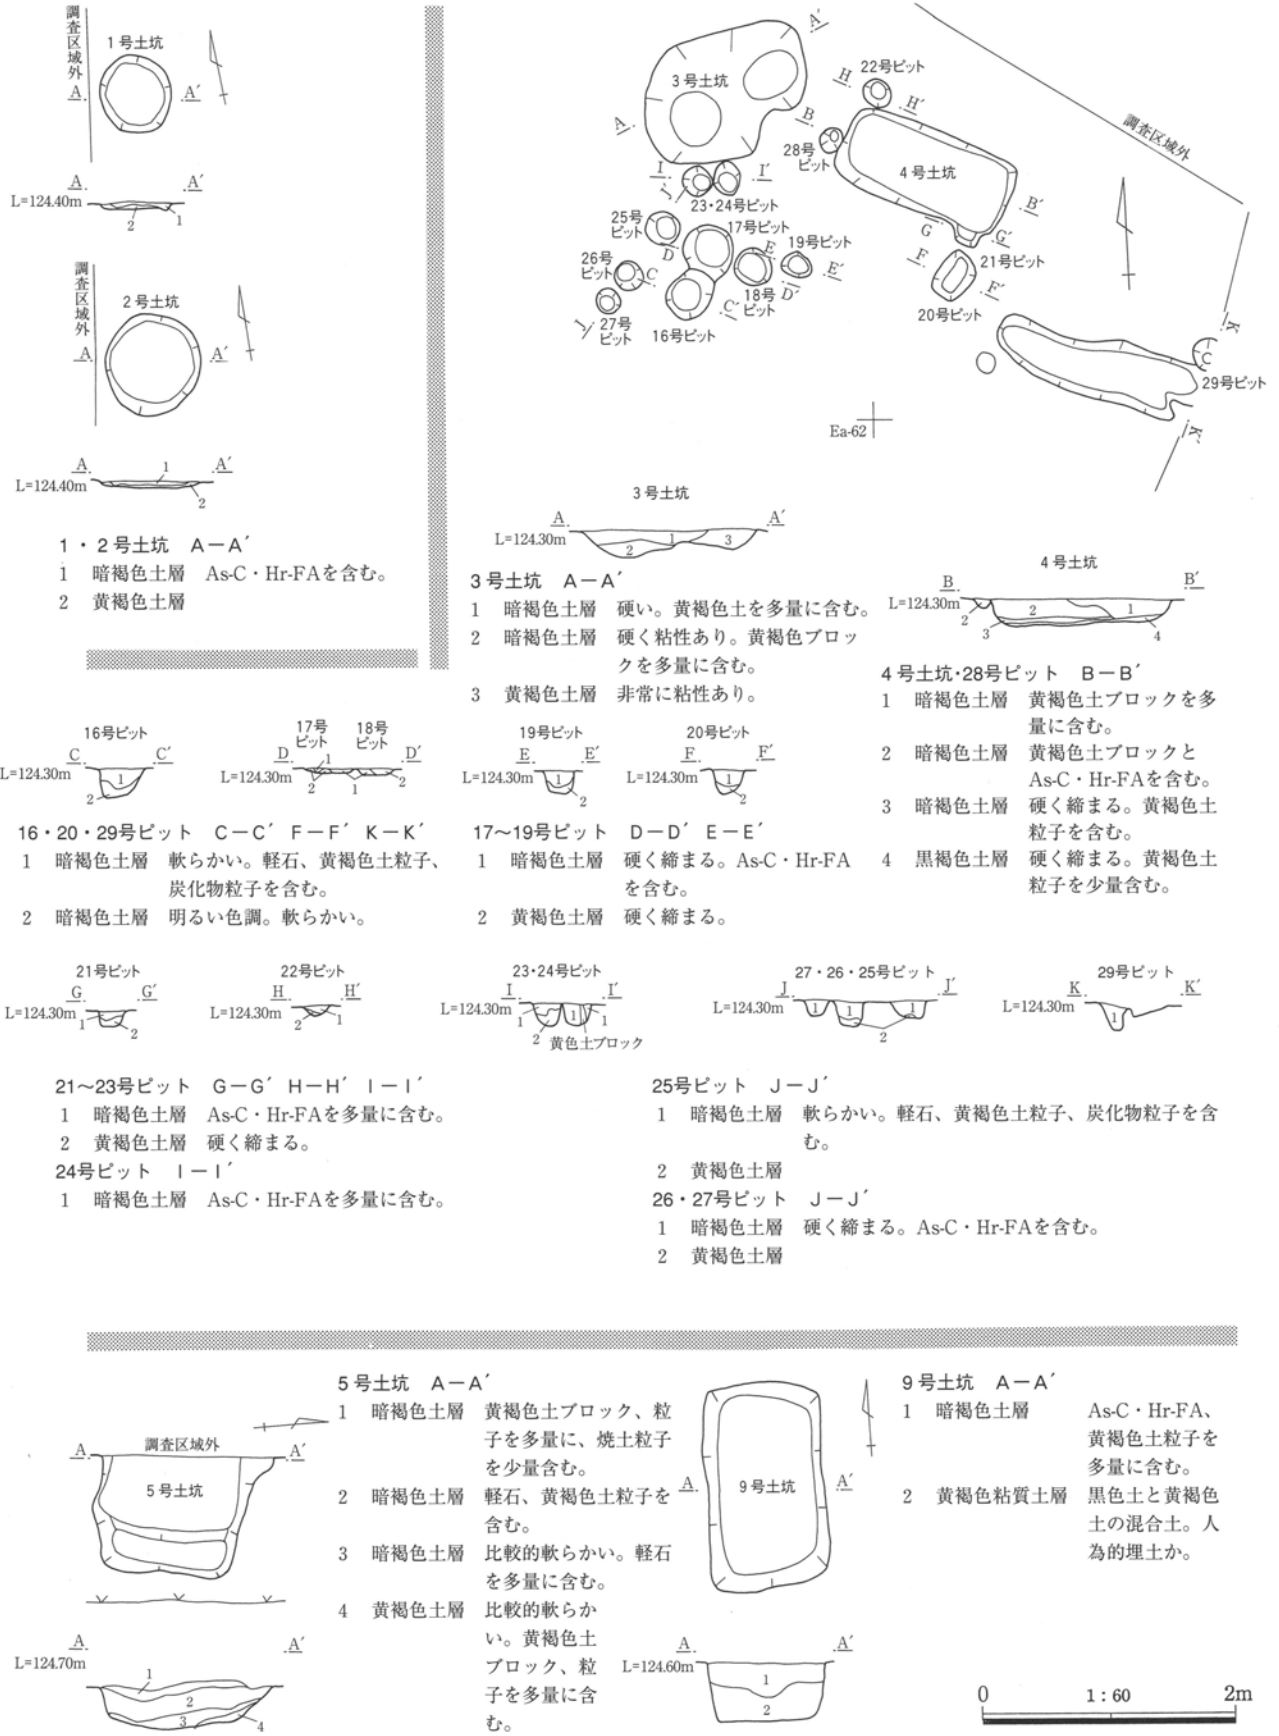 調査区域外
1号土坑
A. .A′
A. .A′
L=124.40m
2 1
調査区域外
2号土坑
A. .A′
A. 1 .A′
L=124.40m
2
1・2号土坑 A－A′
1 暗褐色土層 As-C・Hr-FAを含む。
2 黄褐色土層
A′
3号土坑
A
H 22号ピット
H′
B
28号
ピット
4号土坑
調査区域外
I I′
J′
23・24号ピット
B′
G G′
25号
ピット
17号ピット
D
E 19号ピット
E′
26号
ピット
C
18号
ピット
D′
F 21号ピット
F′
20号ピット
J 27号
ピット
16号ピット
C′
K
29号ピット
K′
Ea-62
3号土坑
A. .A′
L=124.30m
1 2 3
3号土坑 A－A′
1 暗褐色土層 硬い。黄褐色土を多量に含む。
2 暗褐色土層 硬く粘性あり。黄褐色ブロッ
クを多量に含む。
3 黄褐色土層 非常に粘性あり。
4号土坑
B. B′
L=124.30m
2 2 1
3 4
4号土坑・28号ピット B－B′
1 暗褐色土層 黄褐色土ブロックを多
量に含む。
2 暗褐色土層 黄褐色土ブロックと
As-C・Hr-FAを含む。
3 暗褐色土層 硬く締まる。黄褐色土
粒子を含む。
4 黒褐色土層 硬く締まる。黄褐色土
粒子を少量含む。
16号ピット
C. .C′
L=124.30m
1
2
17号
ピット
18号
ピット
D. .D′
L=124.30m
1
2 1 2
19号ピット
E. E′
L=124.30m
1
2
20号ピット
F. F′
L=124.30m
1
2
16・20・29号ピット C－C′ F－F′ K－K′
1 暗褐色土層 軟らかい。軽石、黄褐色土粒子、
炭化物粒子を含む。
2 暗褐色土層 明るい色調。軟らかい。
17～19号ピット D－D′ E－E′
1 暗褐色土層 硬く締まる。As-C・Hr-FA
を含む。
2 黄褐色土層 硬く締まる。
21号ピット
G. G′
L=124.30m
1 2
22号ピット
H. H′
L=124.30m
2 1
23・24号ピット
I. I′
L=124.30m
1 1 1
2 黄色土ブロック
27・26・25号ピット
J. .J′
L=124.30m
1 1 1
2
29号ピット
K. K′
L=124.30m
1
21～23号ピット G－G′ H－H′ I－I′
1 暗褐色土層 As-C・Hr-FAを多量に含む。
2 黄褐色土層 硬く締まる。
24号ピット I－I′
1 暗褐色土層 As-C・Hr-FAを多量に含む。
25号ピット J－J′
1 暗褐色土層 軟らかい。軽石、黄褐色土粒子、炭化物粒子を含
む。
2 黄褐色土層
26・27号ピット J－J′
1 暗褐色土層 硬く締まる。As-C・Hr-FAを含む。
2 黄褐色土層
A. 調査区域外 .A′
5号土坑
A. .A′
L=124.70m
1
2
3 4
5号土坑 A－A′
1 暗褐色土層 黄褐色土ブロック、粒
子を多量に、焼土粒子
を少量含む。
2 暗褐色土層 軽石、黄褐色土粒子を
含む。
3 暗褐色土層 比較的軟らかい。軽石
を多量に含む。
4 黄褐色土層 比較的軟らか
い。黄褐色土
ブロック、粒
子を多量に含
む。
A. 9号土坑 A′
A. .A′
L=124.60m
1
2
9号土坑 A－A′
1 暗褐色土層 As-C・Hr-FA、
黄褐色土粒子を
多量に含む。
2 黄褐色粘質土層 黒色土と黄褐色
土の混合土。人
為的埋土か。
0 1：60 2m